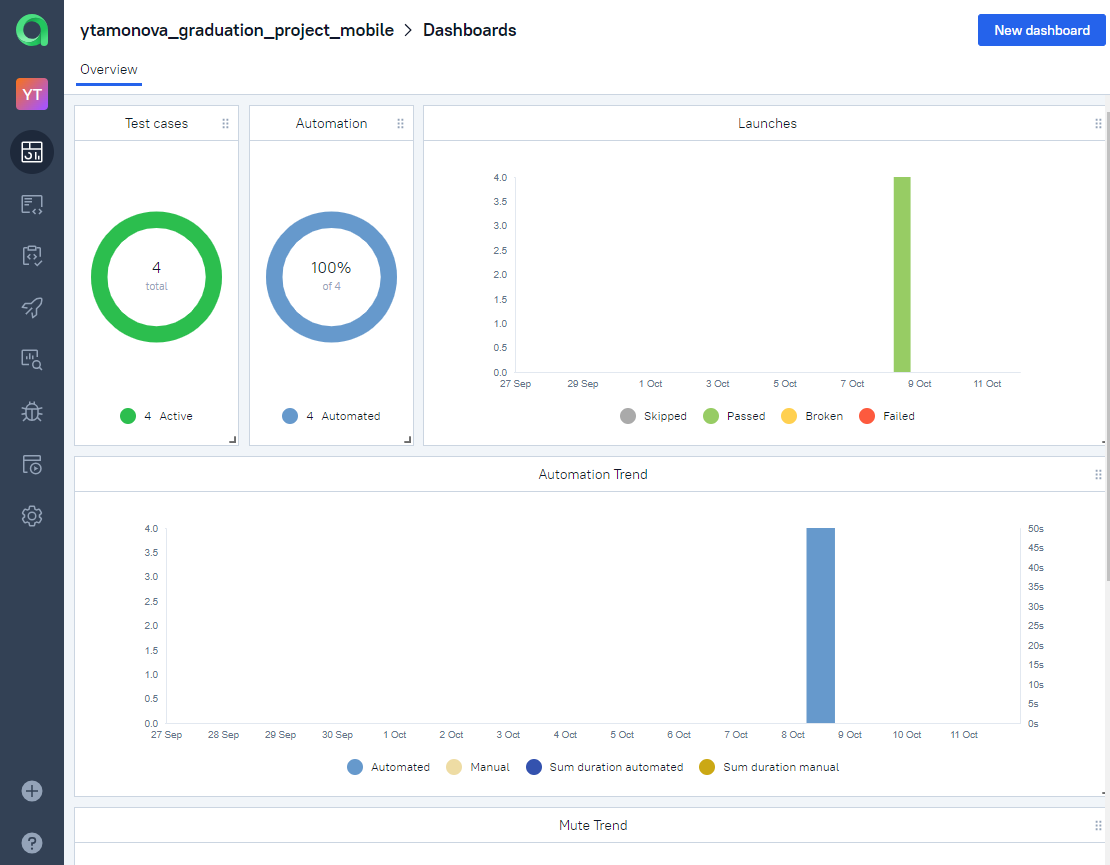 ytamonova_graduation_project_mobile > Dashboards
New dashboard
Overview
YT
Test cases
4
total
4 Active
Automation
100%
of 4
4 Automated
Launches
4.0
3.5
3.0
2.5
2.0
1.5
1.0
0.5
0.0
27 Sep 29 Sep 1 Oct 3 Oct 5 Oct 7 Oct 9 Oct 11 Oct
Skipped Passed Broken Failed
Automation Trend
4.0 50s
3.5 45s
3.0 40s
2.5 35s
2.0 30s
1.5 25s
1.0 20s
0.5 15s
0.0 10s
5s
0s
27 Sep 28 Sep 29 Sep 30 Sep 1 Oct 2 Oct 3 Oct 4 Oct 5 Oct 6 Oct 7 Oct 8 Oct 9 Oct 10 Oct 11 Oct
Automated Manual Sum duration automated Sum duration manual
Mute Trend